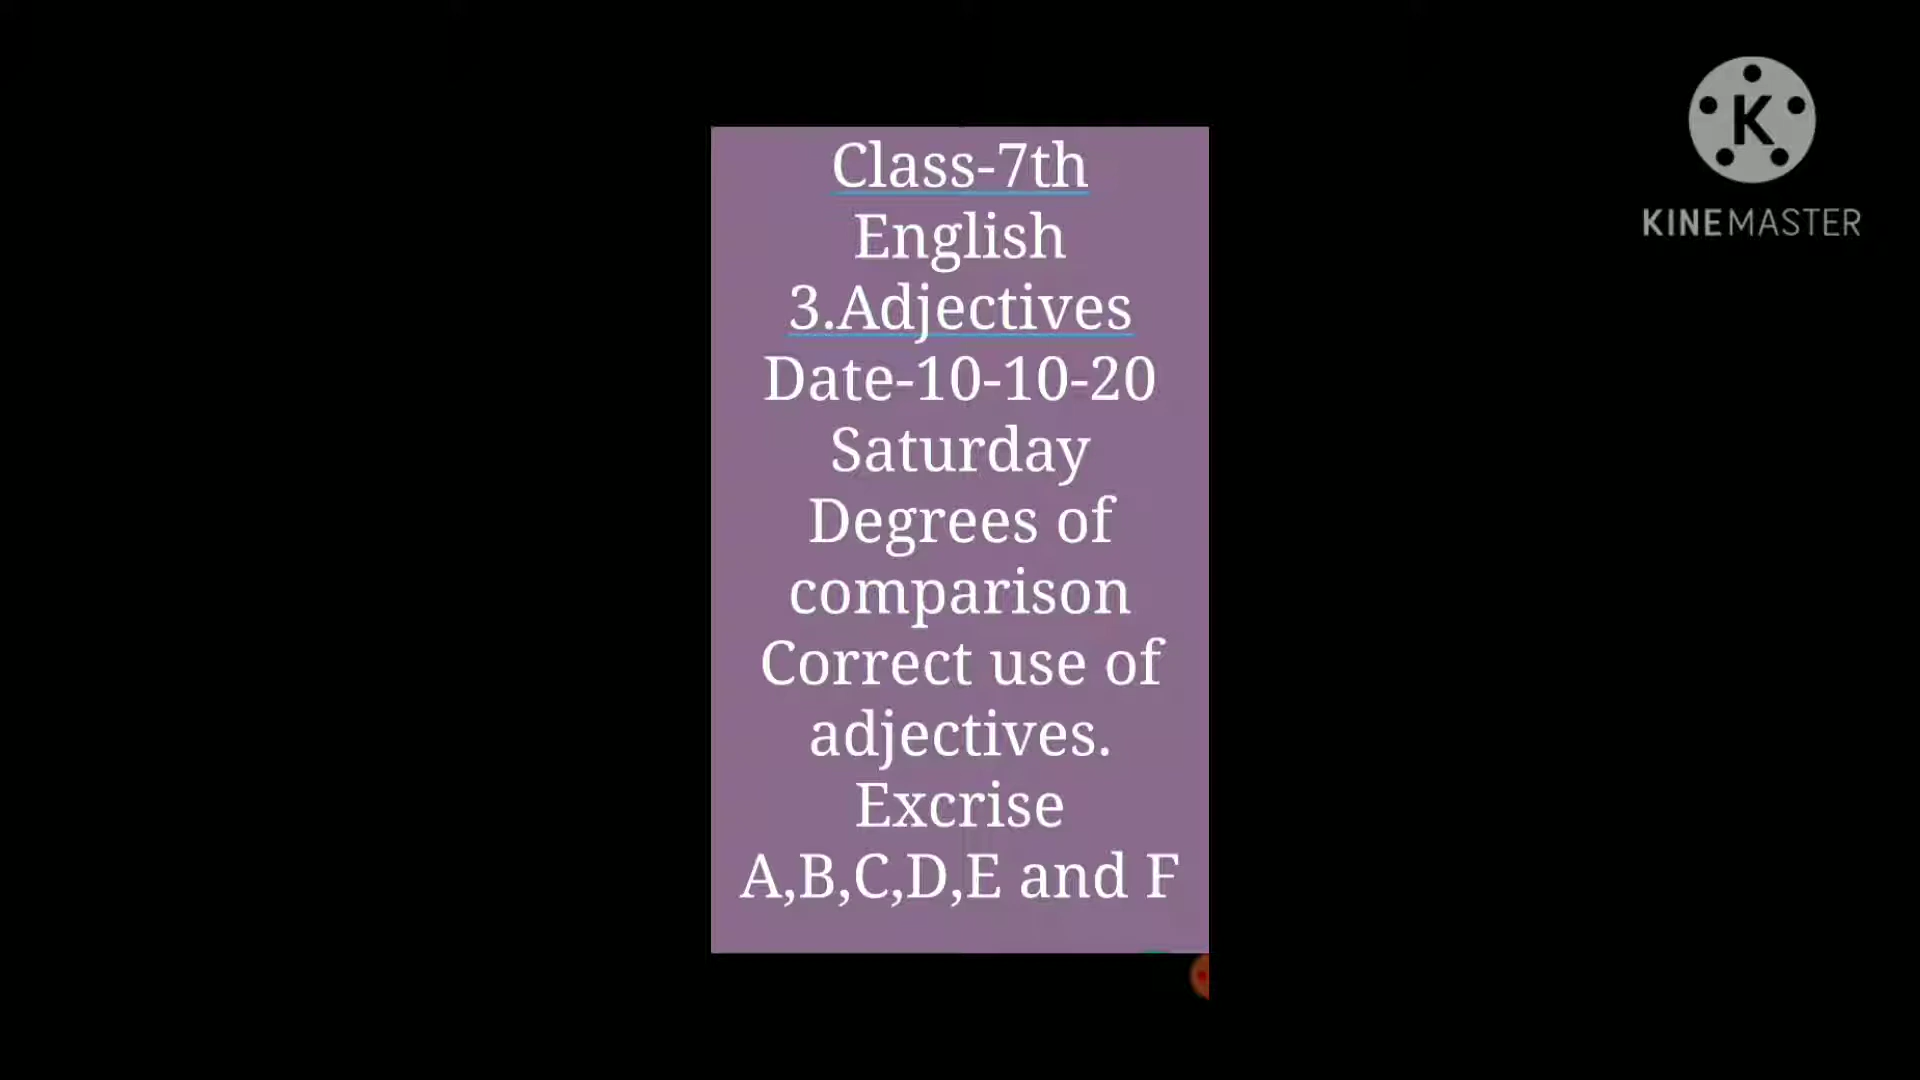 Class-7th
English
3.Adjectives
Date-10-10-20
Saturday
Degrees of
comparison
Correct use of
adjectives.
Excrise
A,B,C,D,E and F
K
KINEMASTER